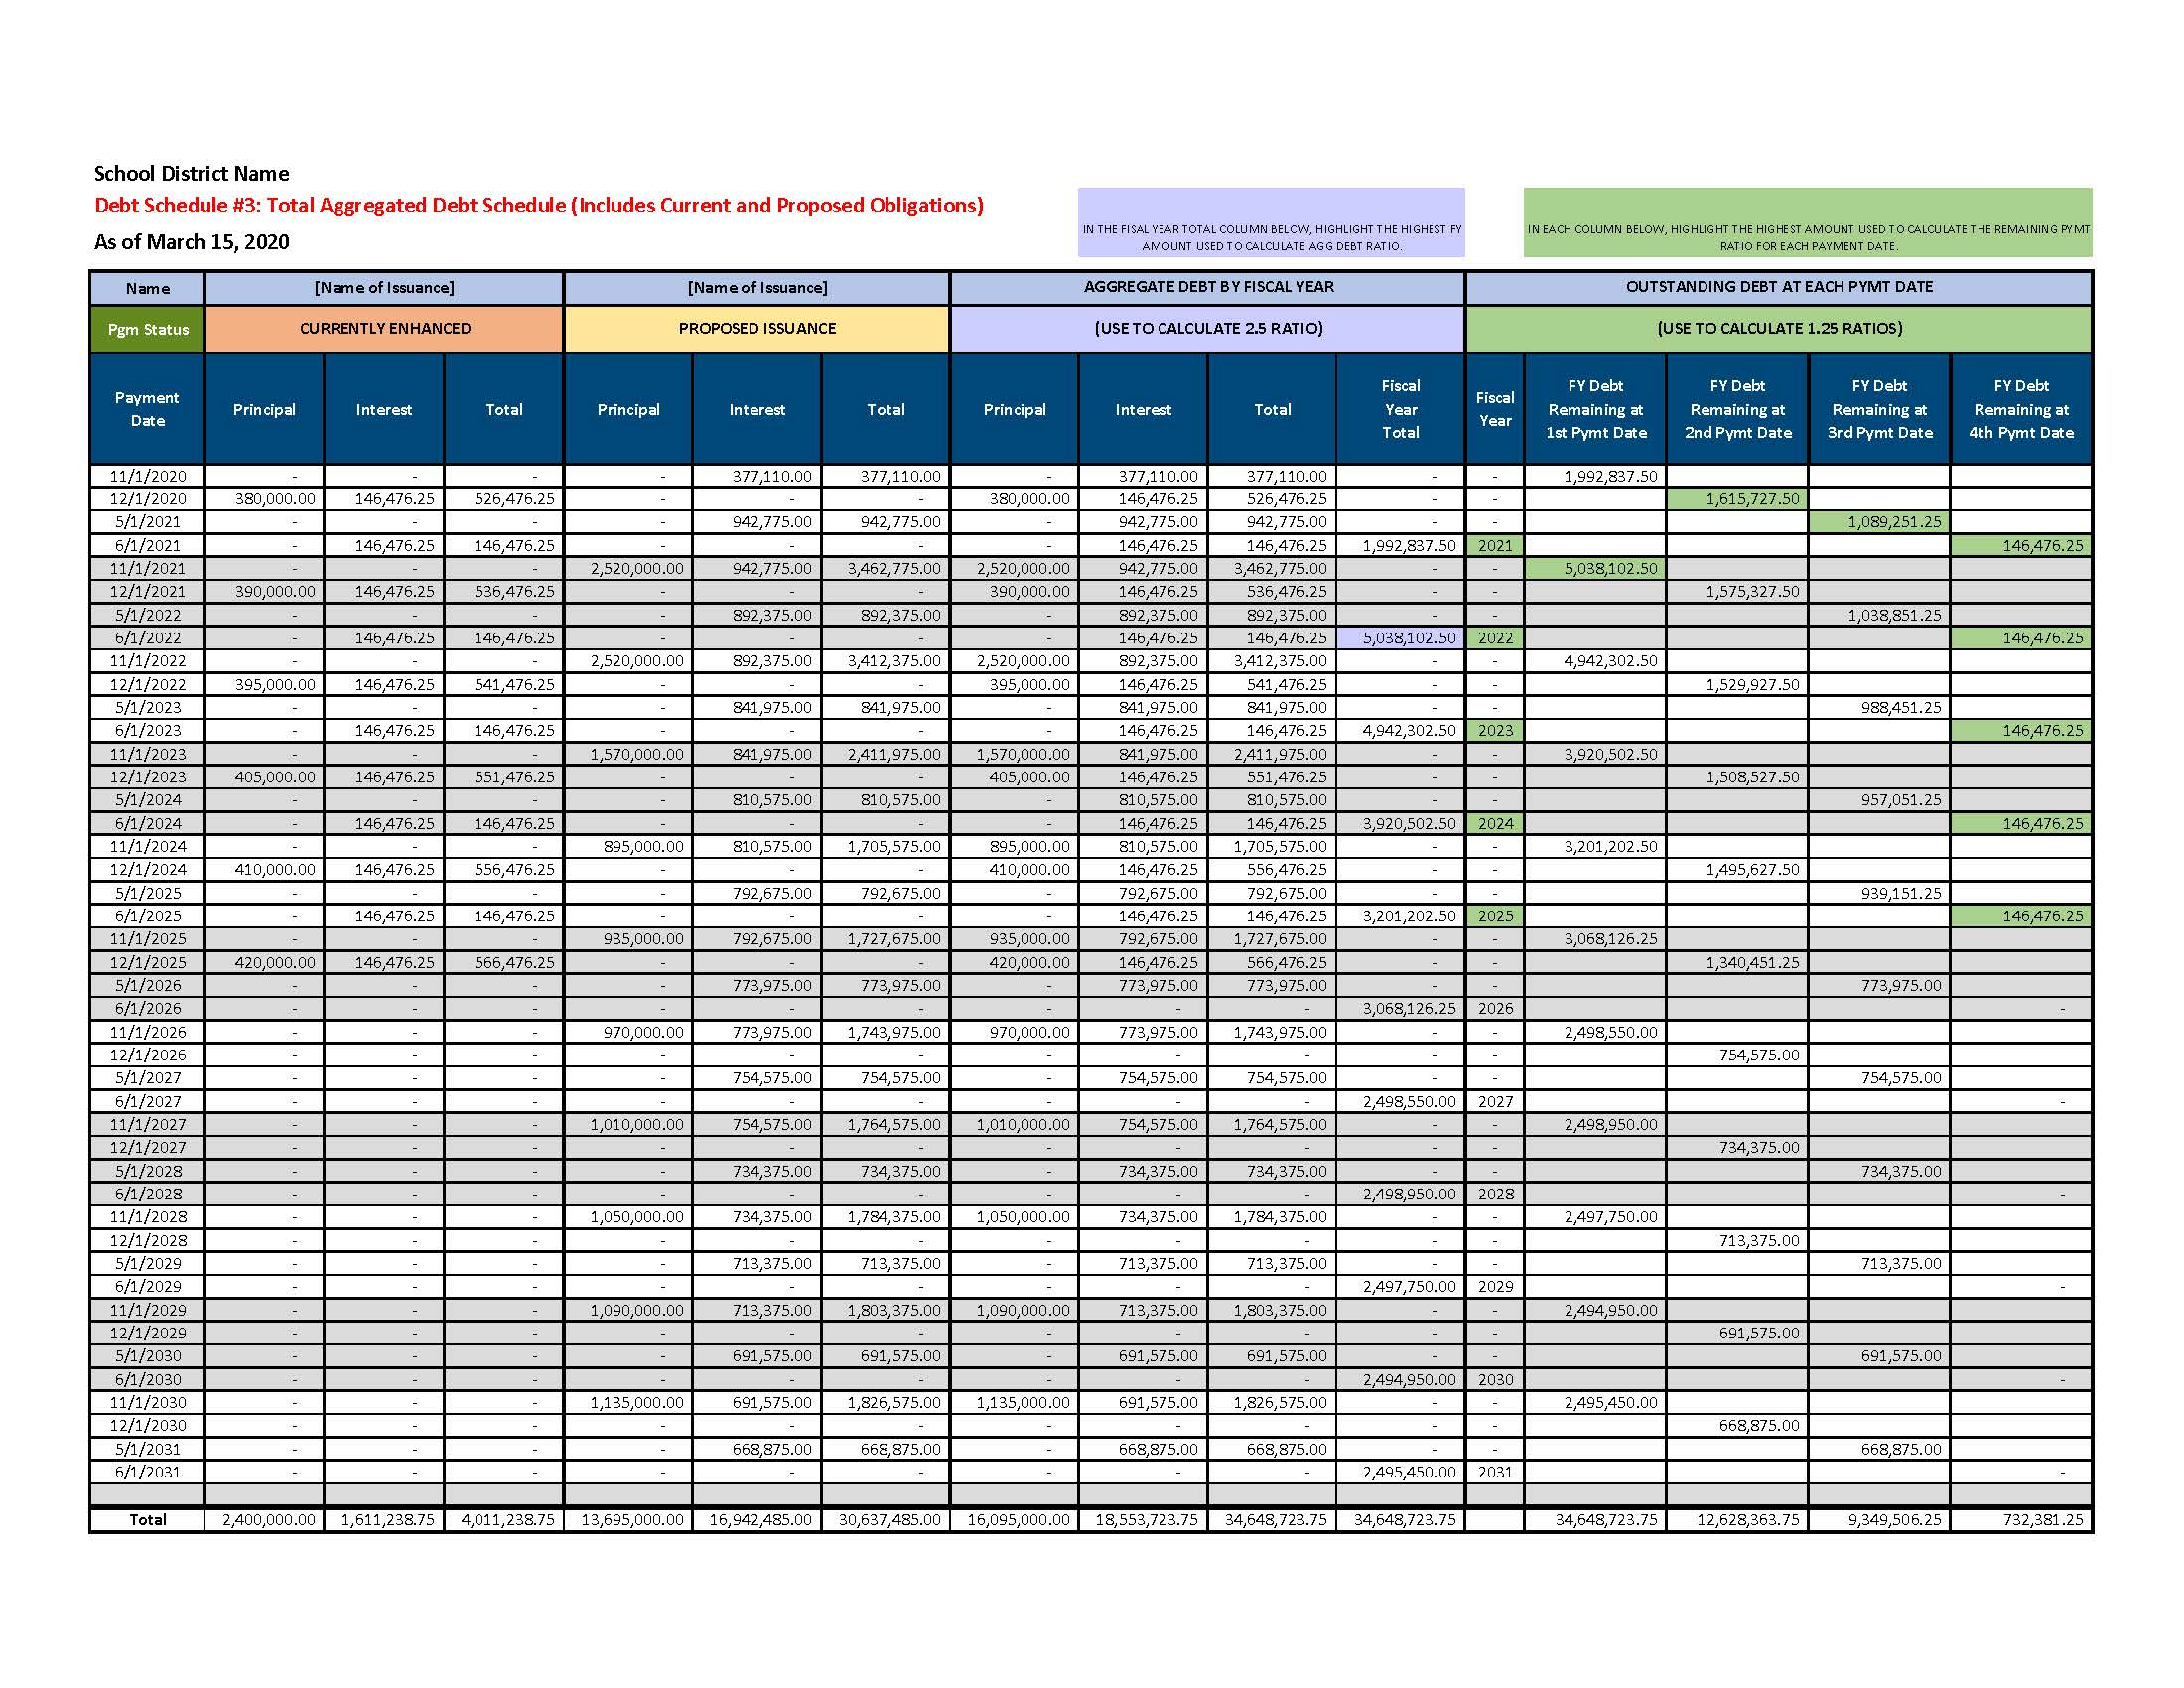 School District Name
Debt Schedule #3: Total Aggregated Debt Schedule (Includes Current and Proposed Obligations)
As of March 15, 2020
IN THE FISAL YEAR TOTAL COLUMN BELOW, HIGHLIGHT THE HIGHEST FY
AMOUNT USED TO CALCULATE AGG DEBT RATIO.
IN EACH COLUMN BELOW, HIGHLIGHT THE HIGHEST AMOUNT USED TO CALCULATE THE REMAINING PYMT
RATIO FOR EACH PAYMENT DATE.
Name [Name of Issuance] [Name of Issuance] AGGREGATE DEBT BY FISCAL YEAR OUTSTANDING DEBT AT EACH PYMT DATE
Pgm Status CURRENTLY ENHANCED PROPOSED ISSUANCE (USE TO CALCULATE 2.5 RATIO) (USE TO CALCULATE 1.25 RATIOS)
Payment Date Principal Interest Total Principal Interest Total Principal Interest Total Fiscal Year Total Fiscal Year FY Debt Remaining at 1st Pymt Date FY Debt Remaining at 2nd Pymt Date FY Debt Remaining at 3rd Pymt Date FY Debt Remaining at 4th Pymt Date
11/1/2020 - - - - 377,110.00 377,110.00 - 377,110.00 377,110.00 - - 1,992,837.50
12/1/2020 380,000.00 146,476.25 526,476.25 - - - 380,000.00 146,476.25 526,476.25 - - 1,615,727.50
5/1/2021 - - - - 942,775.00 942,775.00 - 942,775.00 942,775.00 - - 1,089,251.25
6/1/2021 - 146,476.25 146,476.25 - - - - 146,476.25 146,476.25 1,992,837.50 2021 146,476.25
11/1/2021 - - - 2,520,000.00 942,775.00 3,462,775.00 2,520,000.00 942,775.00 3,462,775.00 - - 5,038,102.50
12/1/2021 390,000.00 146,476.25 536,476.25 - - - 390,000.00 146,476.25 536,476.25 - - 1,575,327.50
5/1/2022 - - - - 892,375.00 892,375.00 - 892,375.00 892,375.00 - - 1,038,851.25
6/1/2022 - 146,476.25 146,476.25 - - - - 146,476.25 146,476.25 5,038,102.50 2022 146,476.25
11/1/2022 - - - 2,520,000.00 892,375.00 3,412,375.00 2,520,000.00 892,375.00 3,412,375.00 - - 4,942,302.50
12/1/2022 395,000.00 146,476.25 541,476.25 - - - 395,000.00 146,476.25 541,476.25 - - 1,529,927.50
5/1/2023 - - - - 841,975.00 841,975.00 - 841,975.00 841,975.00 - - 988,451.25
6/1/2023 - 146,476.25 146,476.25 - - - - 146,476.25 146,476.25 4,942,302.50 2023 146,476.25
11/1/2023 - - - 1,570,000.00 841,975.00 2,411,975.00 1,570,000.00 841,975.00 2,411,975.00 - - 3,920,502.50
12/1/2023 405,000.00 146,476.25 551,476.25 - - - 405,000.00 146,476.25 551,476.25 - - 1,508,527.50
5/1/2024 - - - - 810,575.00 810,575.00 - 810,575.00 810,575.00 - - 957,051.25
6/1/2024 - 146,476.25 146,476.25 - - - - 146,476.25 146,476.25 3,920,502.50 2024 146,476.25
11/1/2024 - - - 895,000.00 810,575.00 1,705,575.00 895,000.00 810,575.00 1,705,575.00 - - 3,201,202.50
12/1/2024 410,000.00 146,476.25 556,476.25 - - - 410,000.00 146,476.25 556,476.25 - - 1,495,627.50
5/1/2025 - - - - 792,675.00 792,675.00 - 792,675.00 792,675.00 - - 939,151.25
6/1/2025 - 146,476.25 146,476.25 - - - - 146,476.25 146,476.25 3,201,202.50 2025 146,476.25
11/1/2025 - - - 935,000.00 792,675.00 1,727,675.00 935,000.00 792,675.00 1,727,675.00 - - 3,068,126.25
12/1/2025 420,000.00 146,476.25 566,476.25 - - - 420,000.00 146,476.25 566,476.25 - - 1,340,451.25
5/1/2026 - - - - 773,975.00 773,975.00 - 773,975.00 773,975.00 - - 773,975.00
6/1/2026 - - - - - - - - - 3,068,126.25 2026 -
11/1/2026 - - - 970,000.00 773,975.00 1,743,975.00 970,000.00 773,975.00 1,743,975.00 - - 2,498,550.00
12/1/2026 - - - - - - - - - - - 754,575.00
5/1/2027 - - - - 754,575.00 754,575.00 - 754,575.00 754,575.00 - - 754,575.00
6/1/2027 - - - - - - - - - 2,498,550.00 2027 -
11/1/2027 - - - 1,010,000.00 754,575.00 1,764,575.00 1,010,000.00 754,575.00 1,764,575.00 - - 2,498,950.00
12/1/2027 - - - - - - - - - - - 734,375.00
5/1/2028 - - - - 734,375.00 734,375.00 - 734,375.00 734,375.00 - - 734,375.00
6/1/2028 - - - - - - - - - 2,498,950.00 2028 -
11/1/2028 - - - 1,050,000.00 734,375.00 1,784,375.00 1,050,000.00 734,375.00 1,784,375.00 - - 2,497,750.00
12/1/2028 - - - - - - - - - - - 713,375.00
5/1/2029 - - - - 713,375.00 713,375.00 - 713,375.00 713,375.00 - - 713,375.00
6/1/2029 - - - - - - - - - 2,497,750.00 2029 -
11/1/2029 - - - 1,090,000.00 713,375.00 1,803,375.00 1,090,000.00 713,375.00 1,803,375.00 - - 2,494,950.00
12/1/2029 - - - - - - - - - - - 691,575.00
5/1/2030 - - - - 691,575.00 691,575.00 - 691,575.00 691,575.00 - - 691,575.00
6/1/2030 - - - - - - - - - 2,494,950.00 2030 -
11/1/2030 - - - 1,135,000.00 691,575.00 1,826,575.00 1,135,000.00 691,575.00 1,826,575.00 - - 2,495,450.00
12/1/2030 - - - - - - - - - - - 668,875.00
5/1/2031 - - - - 668,875.00 668,875.00 - 668,875.00 668,875.00 - - 668,875.00
6/1/2031 - - - - - - - - - 2,495,450.00 2031 -
Total 2,400,000.00 1,611,238.75 4,011,238.75 13,695,000.00 16,942,485.00 30,637,485.00 16,095,000.00 18,553,723.75 34,648,723.75 34,648,723.75 34,648,723.75 12,628,363.75 9,349,506.25 732,381.25